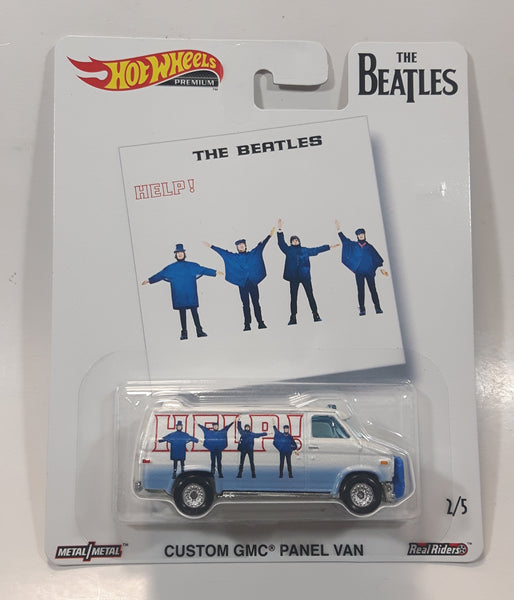 HOT WHEELS
PREMIUM
THE
BEATLES
THE BEATLES
HELP!
HELP!
2/5
METAL/METAL
CUSTOM GMC® PANEL VAN
Real Riders